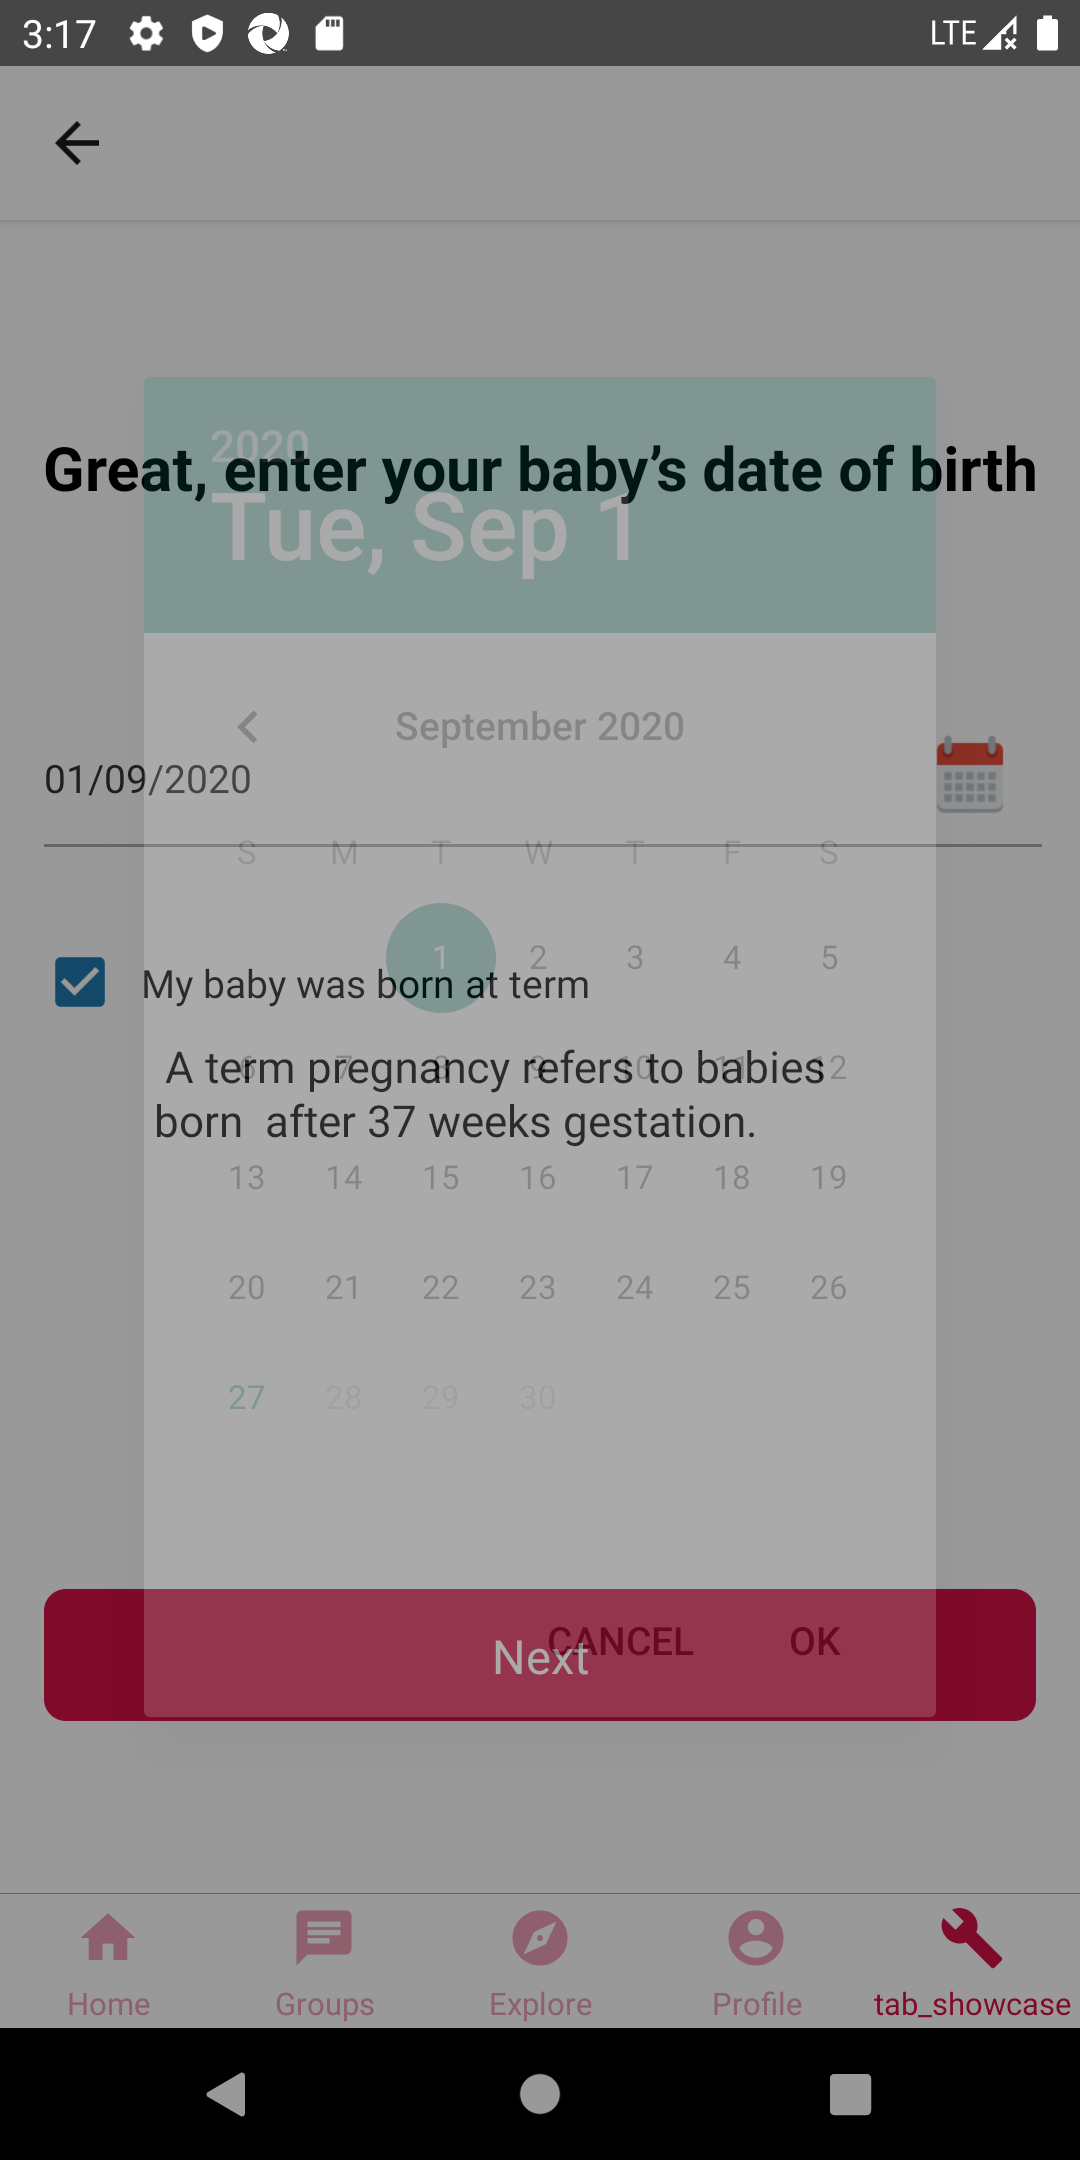 3:17 LTE
2020
Great, enter your baby’s date of birth
Tue, Sep 1
September 2020
01/09/2020
S M T W T F S
1 2 3 4 5
My baby was born at term
6 7 8 9 10 11 12
A term pregnancy refers to babies
born after 37 weeks gestation.
13 14 15 16 17 18 19
20 21 22 23 24 25 26
27 28 29 30
CANCEL OK
Next
Home Groups Explore Profile tab_showcase